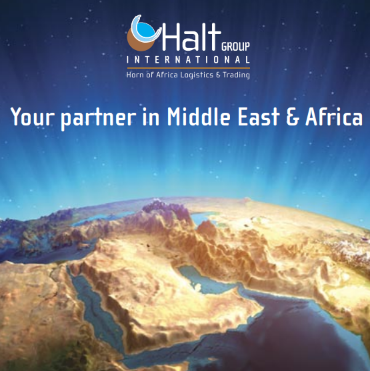 Halt GROUP
INTERNATIONAL
Horn of Africa Logistics & Trading
Your partner in Middle East & Africa